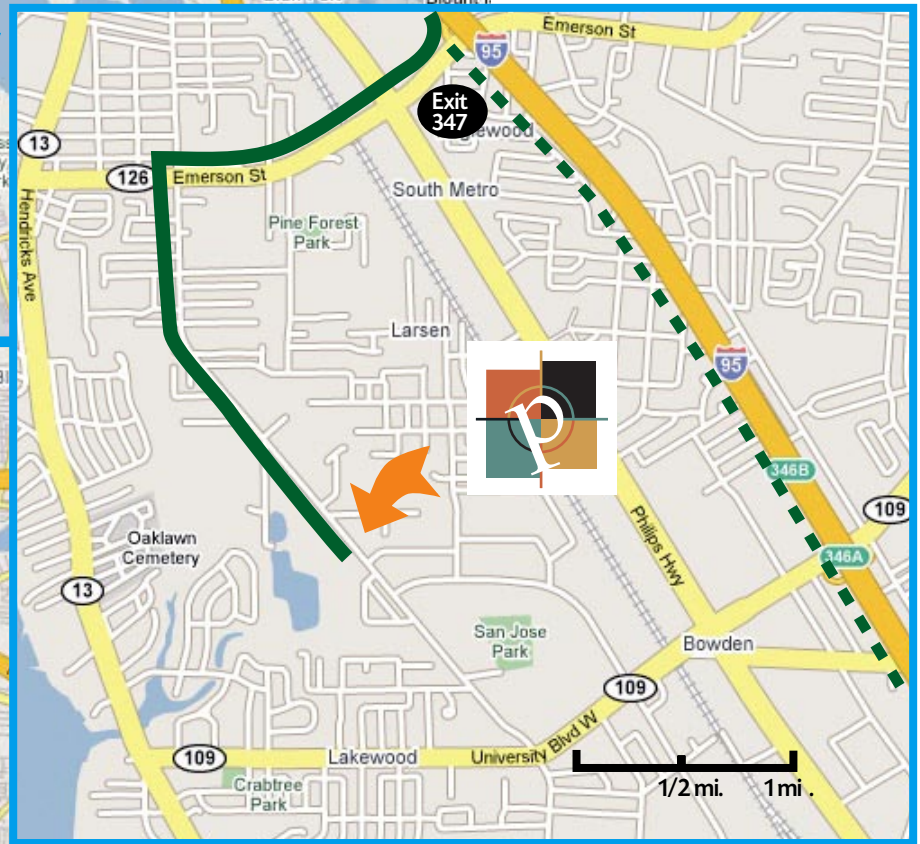 Emerson St
95
Exit
347
13
126
Emerson St
South Metro
Hendricks Ave
Pine Forest
Park
Larsen
95
p
346B
109
Philips Hwy
Oaklawn
Cemetery
346A
13
San Jose
Park
Bowden
109
109
Lakewood
University Blvd W
Crabtree
Park
1/2 mi.
1 mi.